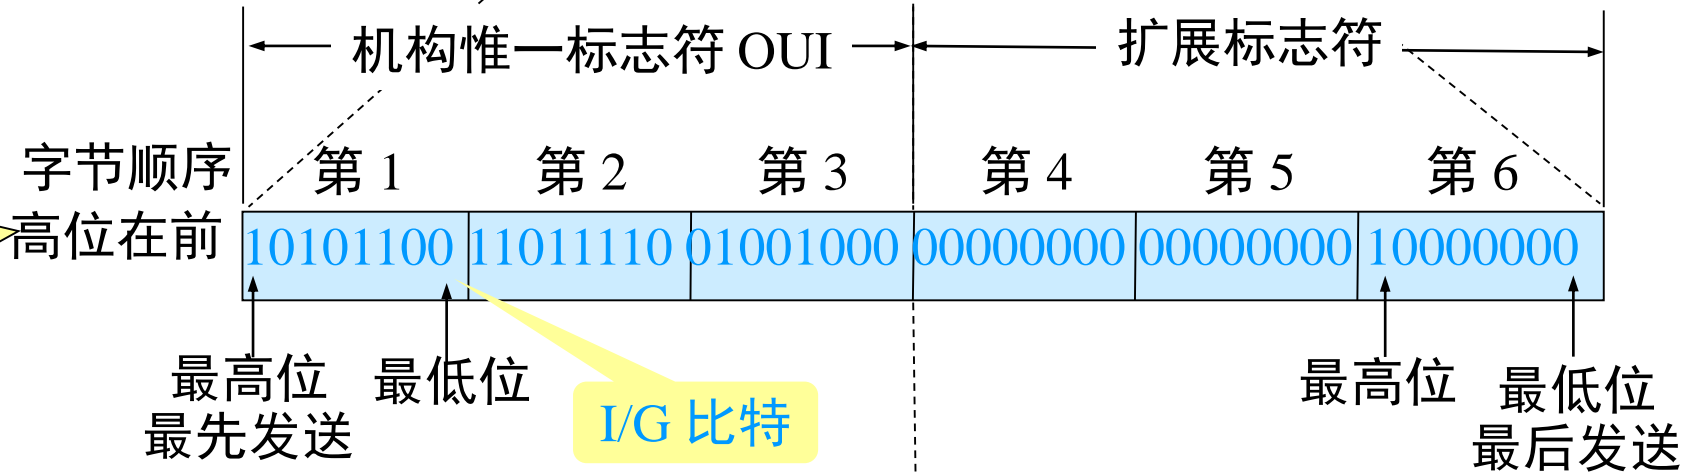 机构惟一标志符 OUI 扩展标志符
字节顺序 第 1 第 2 第 3 第 4 第 5 第 6
高位在前 10101100 11011110 01001000 00000000 00000000 10000000
最高位 最低位 最高位 最低位
最先发送 I/G 比特 最后发送